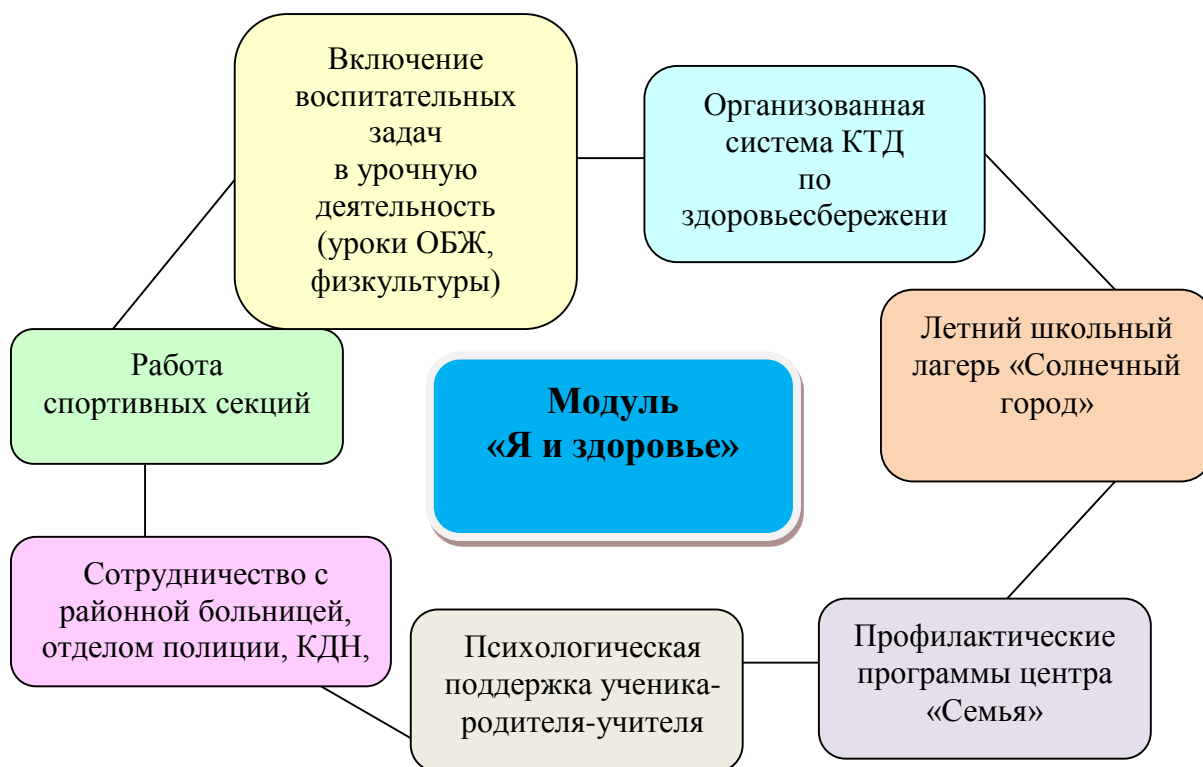 Включение
воспитательных
задач
в урочную
деятельность
(уроки ОБЖ,
физкультуры)
Организованная
система КТД
по
здоровьесбережени
Работа
спортивных секций
Модуль
«Я и здоровье»
Летний школьный
лагерь «Солнечный
город»
Сотрудничество с
районной больницей,
отделом полиции, КДН,
Психологическая
поддержка ученика-
родителя-учителя
Профилактические
программы центра
«Семья»